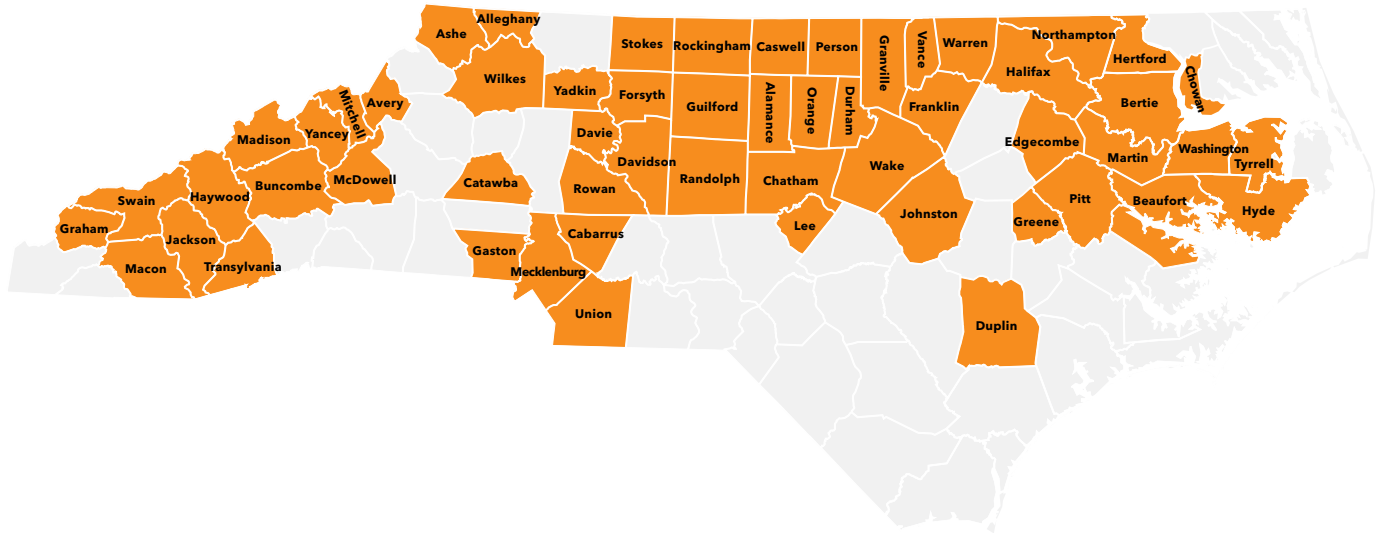 Alleghany
Ashe
Stokes
Rockingham
Caswell
Person
Granville
Vance
Warren
Northampton
Hertford
Wilkes
Halifax
Chowan
Yadkin
Forsyth
Guilford
Alamance
Orange
Durham
Franklin
Bertie
Mitchell
Avery
Madison
Yancey
Davie
Davidson
Edgecombe
Washington
Martin
Tyrrell
Wake
Buncombe
McDowell
Catawba
Rowan
Randolph
Chatham
Haywood
Swain
Pitt
Beaufort
Hyde
Johnston
Greene
Graham
Jackson
Lee
Cabarrus
Gaston
Macon
Transylvania
Mecklenburg
Union
Duplin